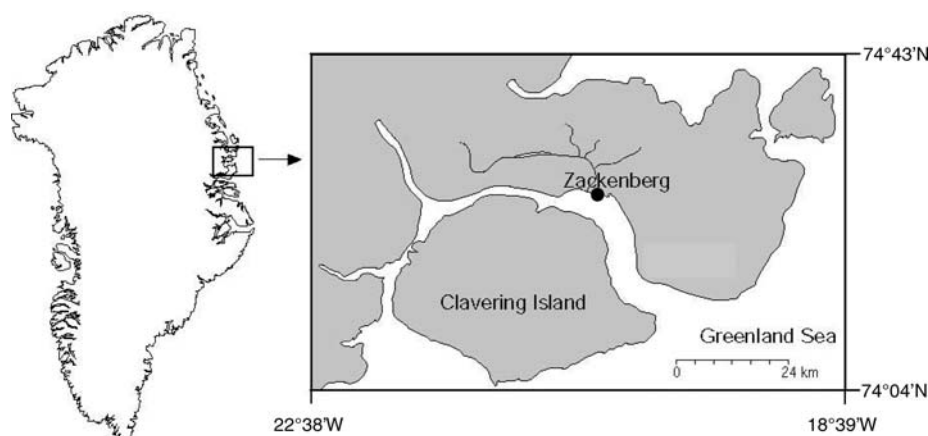 74°43'N
Zackenberg
Clavering Island
Greenland Sea
0 24 km
74°04'N
22°38'W 18°39'W